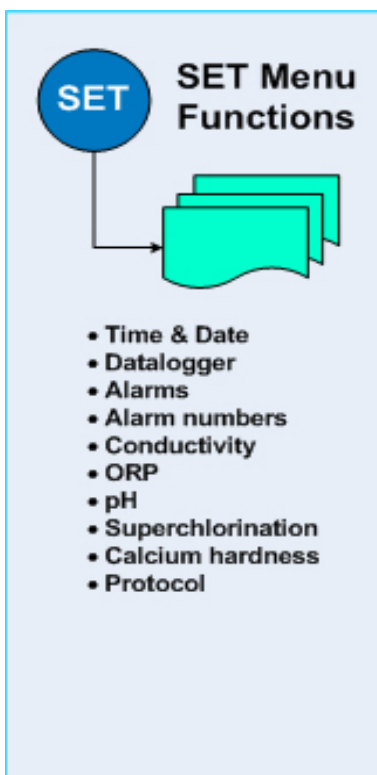 SET
SET Menu
Functions
• Time & Date
• Datalogger
• Alarms
• Alarm numbers
• Conductivity
• ORP
• pH
• Superchlorination
• Calcium hardness
• Protocol